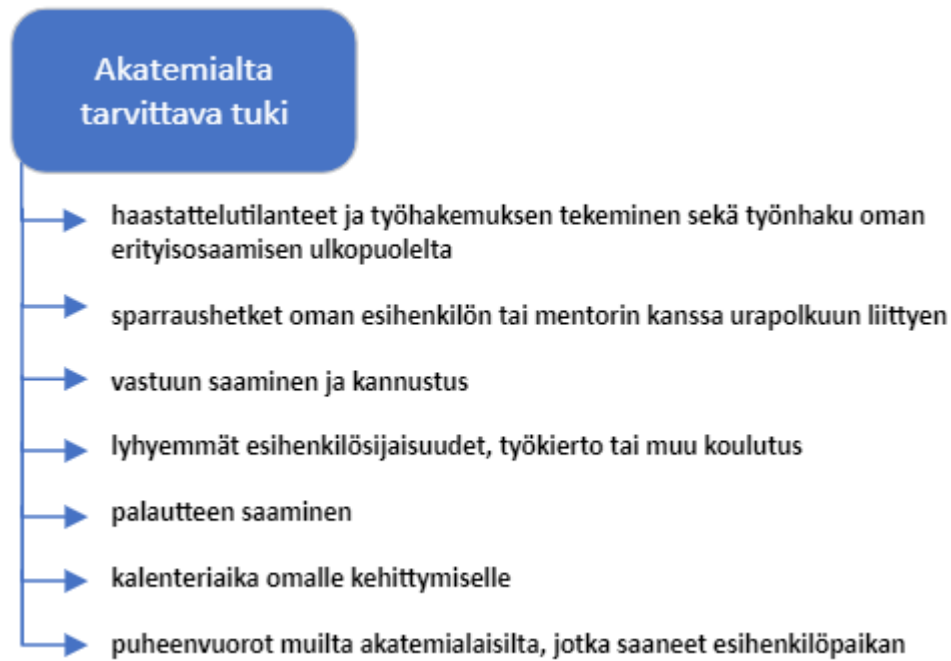 Akatemialta
tarvittava tuki
haastattelutilanteet ja työhakemuksen tekeminen sekä työnhaku oman
erityisosaamisen ulkopuolelta
sparraushetket oman esihenkilön tai mentorin kanssa urapolkuun liittyen
vastuun saaminen ja kannustus
lyhyemmät esihenkilösijaisuudet, työkierto tai muu koulutus
palautteen saaminen
kalenteriaika omalle kehittymiselle
puheenvuorot muilta akatemialaisilta, jotka saaneet esihenkilöpaikan